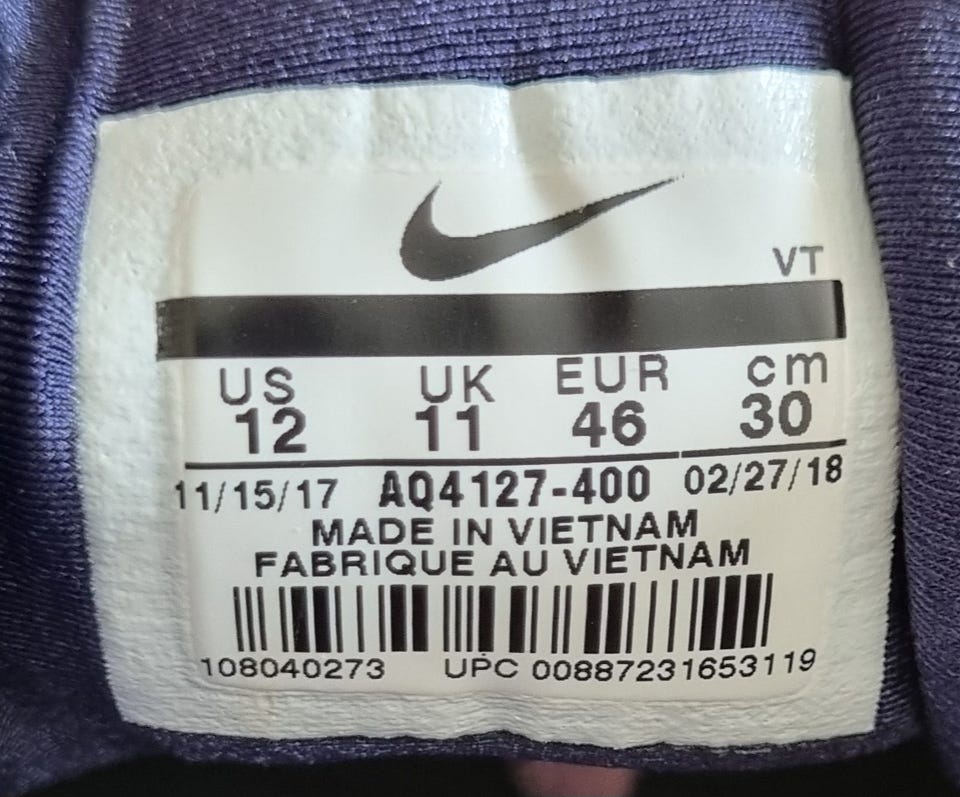 VT
US UK EUR cm
12 11 46 30
11/15/17 AQ4127-400 02/27/18
MADE IN VIETNAM
FABRIQUE AU VIETNAM
108040273 UPC 00887231653119